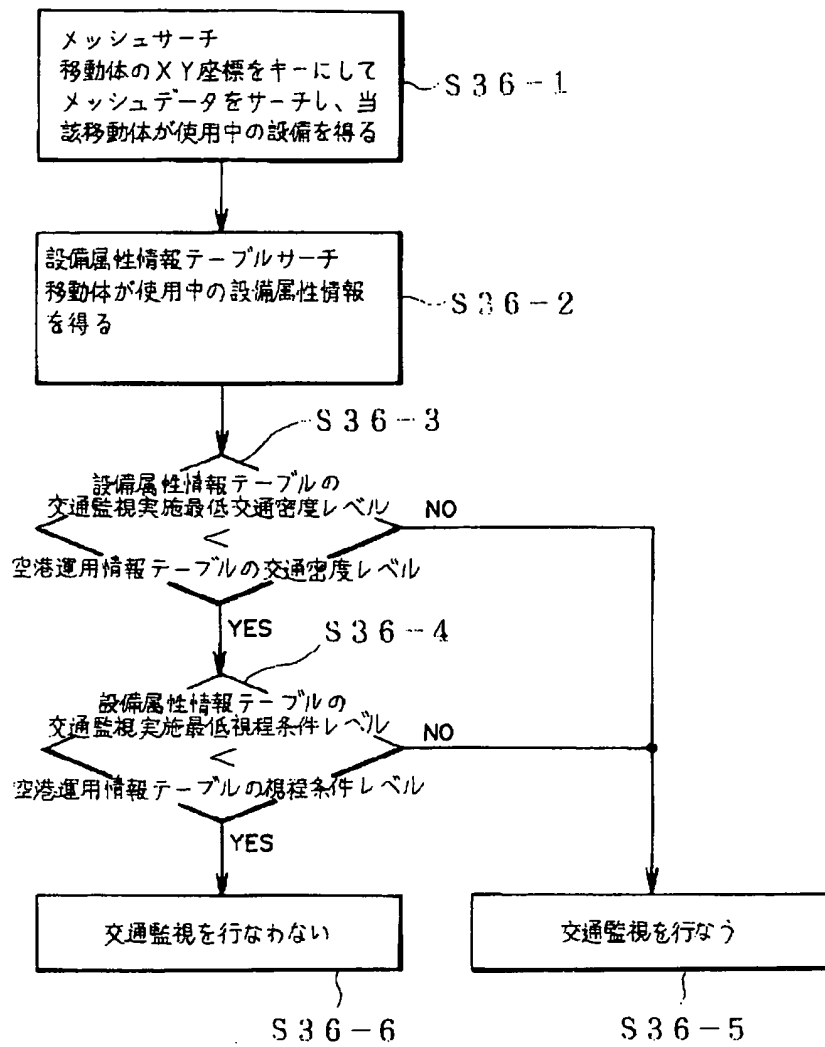 メッシュサーチ
移動体のXY座標をキーにして
メッシュデータをサーチし、当
該移動体が使用中の設備を得る
S36-1
設備属性情報テーブルサーチ
移動体が使用中の設備属性情報
を得る
S36-2
S36-3
設備属性情報テーブルの
交通監視実施最低交通密度レベル
<
空港運用情報テーブルの交通密度レベル
NO
YES
S36-4
設備属性情報テーブルの
交通監視実施最低視程条件レベル
<
空港運用情報テーブルの視程条件レベル
NO
YES
交通監視を行なわない
交通監視を行なう
S36-6
S36-5